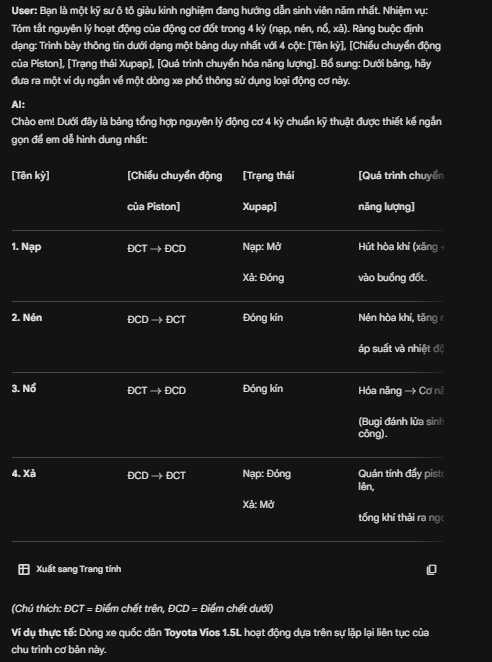 User: Bạn là một kỹ sư ô tô giàu kinh nghiệm đang hướng dẫn sinh viên năm nhất. Nhiệm vụ:
Tóm tắt nguyên lý hoạt động của động cơ đốt trong 4 kỳ (nạp, nén, nổ, xả). Ràng buộc định
dạng: Trình bày thông tin dưới dạng một bảng duy nhất với 4 cột: [Tên kỳ], [Chiều chuyển động
của Piston], [Trạng thái Xupap], [Quá trình chuyển hóa năng lượng]. Bổ sung: Dưới bảng, hãy
đưa ra một ví dụ ngắn về một dòng xe phổ thông sử dụng loại động cơ này.
AI:
Chào em! Dưới đây là bảng tổng hợp nguyên lý động cơ 4 kỳ chuẩn kỹ thuật được thiết kế ngắn
gọn để em dễ hình dung nhất:
[Tên kỳ] [Chiều chuyển động [Trạng thái [Quá trình chuyển
của Piston] Xupap] năng lượng]
1. Nạp ĐCT → ĐCD Nạp: Mở Hút hòa khí (xăng
Xả: Đóng vào buồng đốt.
2. Nén ĐCD → ĐCT Đóng kín Nén hòa khí, tăng
áp suất và nhiệt độ
3. Nổ ĐCT → ĐCD Đóng kín Hóa năng → Cơ
(Bugi đánh lửa sinh
công).
4. Xả ĐCD → ĐCT Nạp: Đóng Quán tính đẩy
lên,
Xả: Mở tống khí thải ra
Xuất sang Trang tính
(Chú thích: ĐCT = Điểm chết trên, ĐCD = Điểm chết dưới)
Ví dụ thực tế: Dòng xe quốc dân Toyota Vios 1.5L hoạt động dựa trên sự lặp lại liên tục của
chu trình cơ bản này.